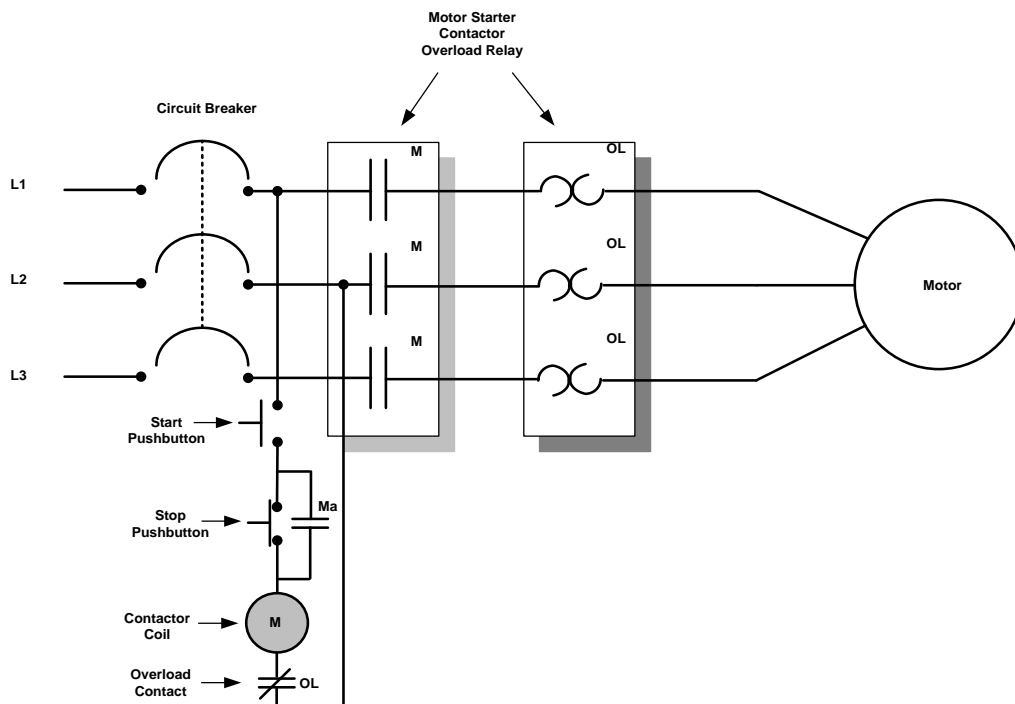 Motor Starter
Contactor
Overload Relay
Circuit Breaker
M
OL
L1
M
OL
L2
Motor
M
OL
L3
Start
Pushbutton
Ma
Stop
Pushbutton
Contactor
Coil
M
Overload
Contact
OL